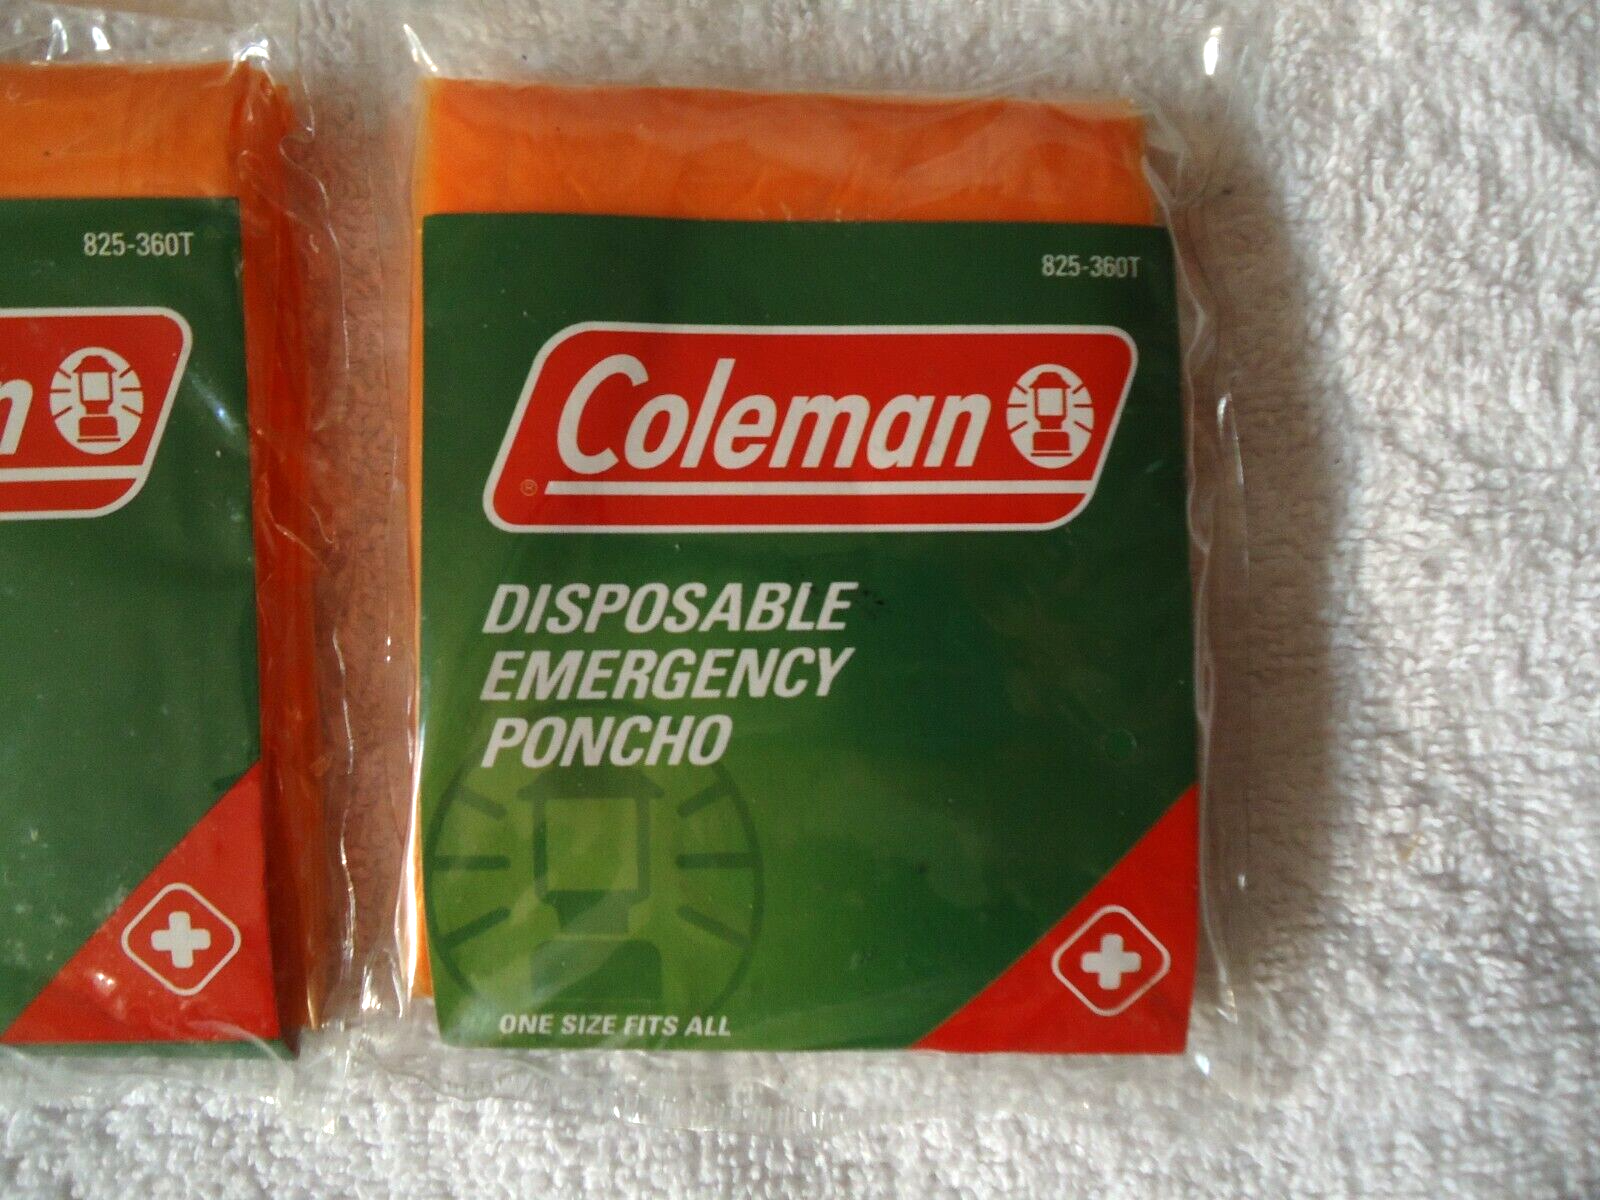 825-360T
n
825-360T
Coleman
®
DISPOSABLE
EMERGENCY
PONCHO
ONE SIZE FITS ALL